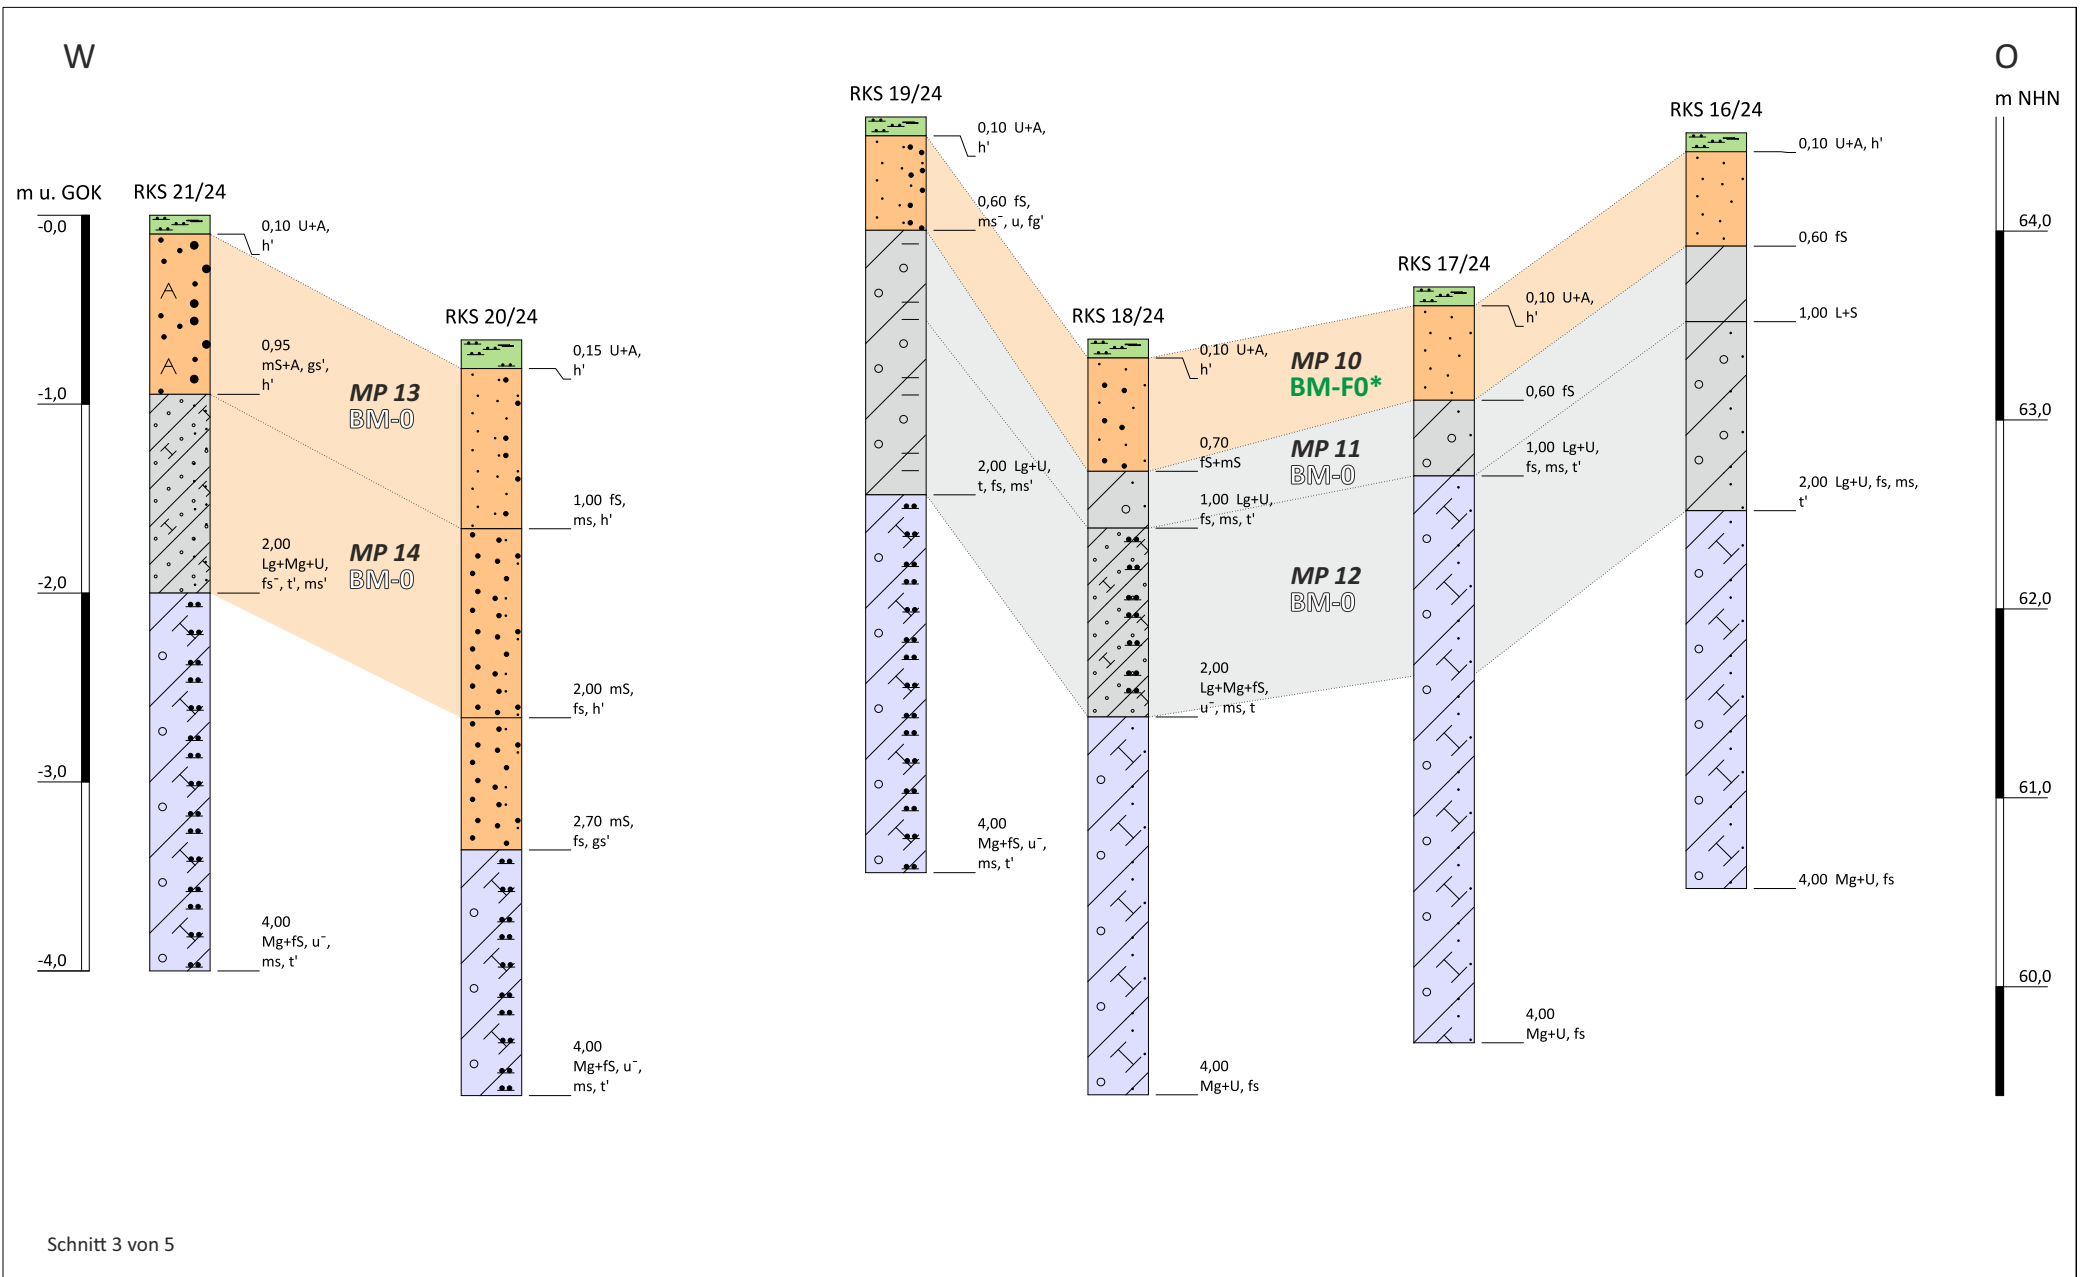 W
O
m NHN
64,0
63,0
62,0
61,0
60,0
m u. GOK
-0,0
-1,0
-2,0
-3,0
-4,0
RKS 21/24
0,10 U+A,
h'
0,95
mS+A, gs',
h'
2,00
Lg+Mg+U,
fs‾, t', ms'
4,00
Mg+fS, u‾,
ms, t'
MP 13
BM-0
MP 14
BM-0
RKS 20/24
0,15 U+A,
h'
1,00 fS,
ms, h'
2,00 mS,
fs, h'
2,70 mS,
fs, gs'
4,00
Mg+fS, u‾,
ms, t'
RKS 19/24
0,10 U+A,
h'
0,60 fS,
ms‾, u, fg'
2,00 Lg+U,
t, fs, ms'
4,00
Mg+fS, u‾,
ms, t'
RKS 18/24
0,10 U+A,
h'
0,70
fS+mS
1,00 Lg+U,
fs, ms, t'
2,00
Lg+Mg+fS,
u‾, ms, t
4,00
Mg+U, fs
MP 10
BM-F0*
MP 11
BM-0
MP 12
BM-0
RKS 17/24
0,10 U+A,
h'
0,60 fS
1,00 Lg+U,
fs, ms, t'
4,00
Mg+U, fs
RKS 16/24
0,10 U+A, h'
0,60 fS
1,00 L+S
2,00 Lg+U, fs, ms,
t'
4,00 Mg+U, fs
Schnitt 3 von 5